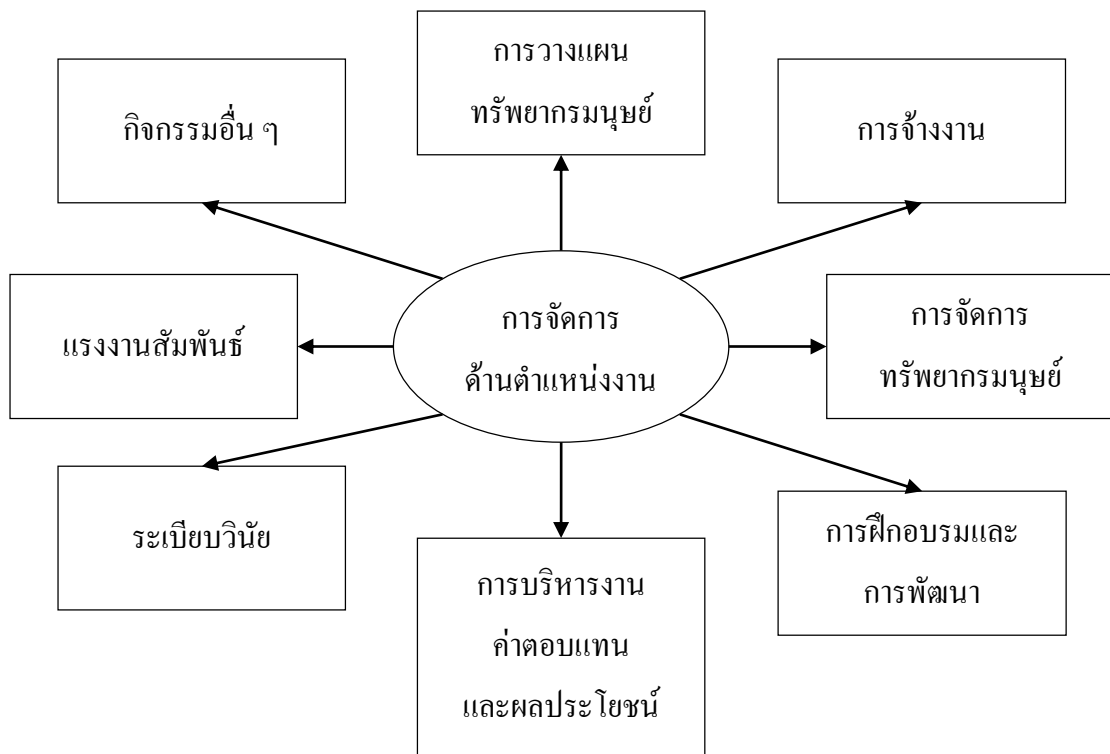 การวางแผน
ทรัพยากรมนุษย์
กิจกรรมอื่น ๆ
การจ้างงาน
แรงงานสัมพันธ์
การจัดการ
ด้านตำแหน่งงาน
การจัดการ
ทรัพยากรมนุษย์
ระเบียบวินัย
การบริหารงาน
ค่าตอบแทน
และผลประโยชน์
การฝึกอบรมและ
การพัฒนา